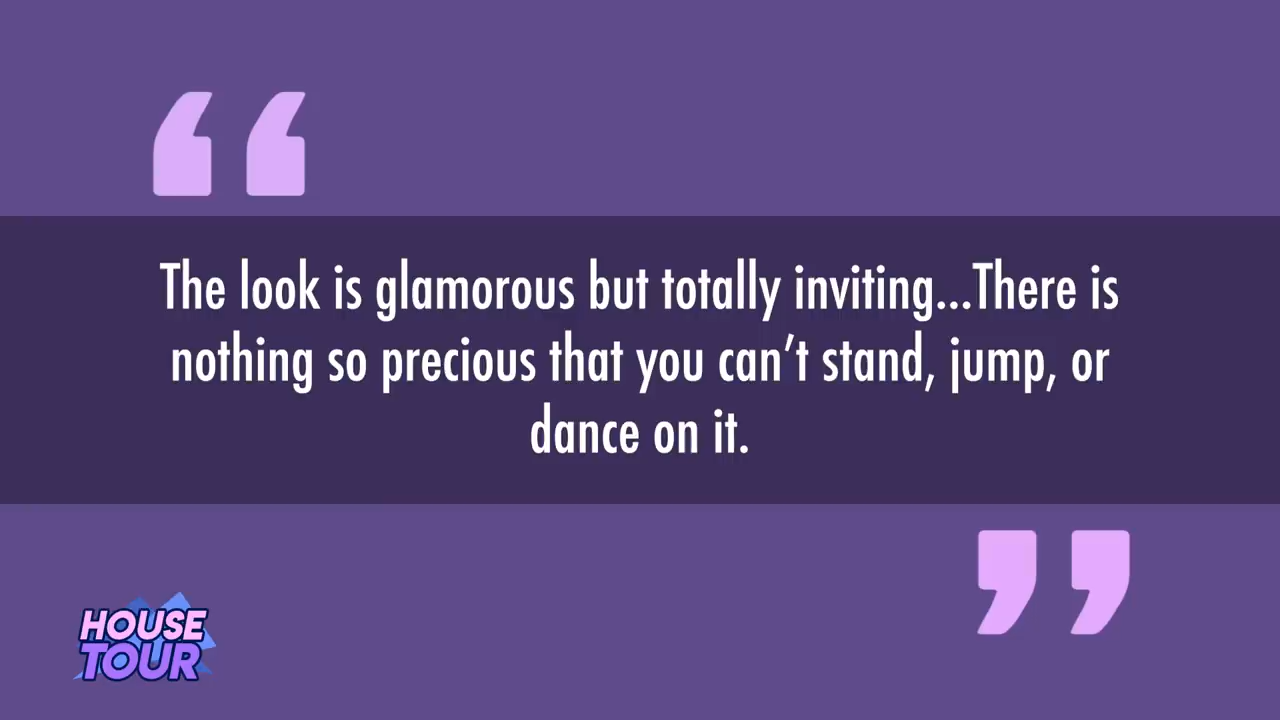 The look is glamorous but totally inviting...There is
nothing so precious that you can’t stand, jump, or
dance on it.
HOUSE
TOUR